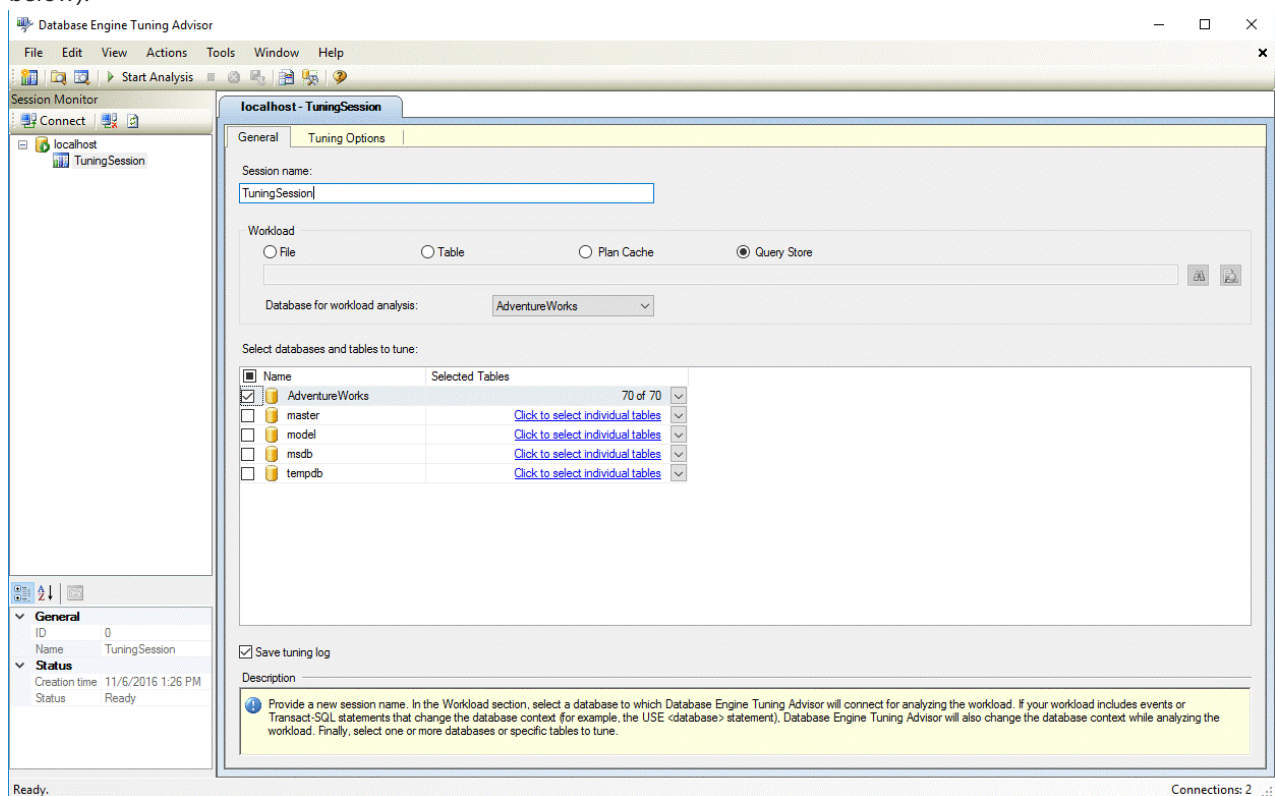 below).
Database Engine Tuning Advisor
File Edit View Actions Tools Window Help
Start Analysis
Session Monitor
Connect
localhost
TuningSession
localhost - TuningSession
General Tuning Options
Session name:
TuningSession
Workload
File Table Plan Cache Query Store
Database for workload analysis: AdventureWorks
Select databases and tables to tune:
Name Selected Tables
AdventureWorks 70 of 70
master Click to select individual tables
model Click to select individual tables
msdb Click to select individual tables
tempdb Click to select individual tables
General
ID 0
Name TuningSession
Status
Creation time 11/6/2016 1:26 PM
Status Ready
Save tuning log
Description
Provide a new session name. In the Workload section, select a database to which Database Engine Tuning Advisor will connect for analyzing the workload. If your workload includes events or
Transact-SQL statements that change the database context (for example, the USE <database> statement), Database Engine Tuning Advisor will also change the database context while analyzing the
workload. Finally, select one or more databases or specific tables to tune.
Ready. Connections: 2